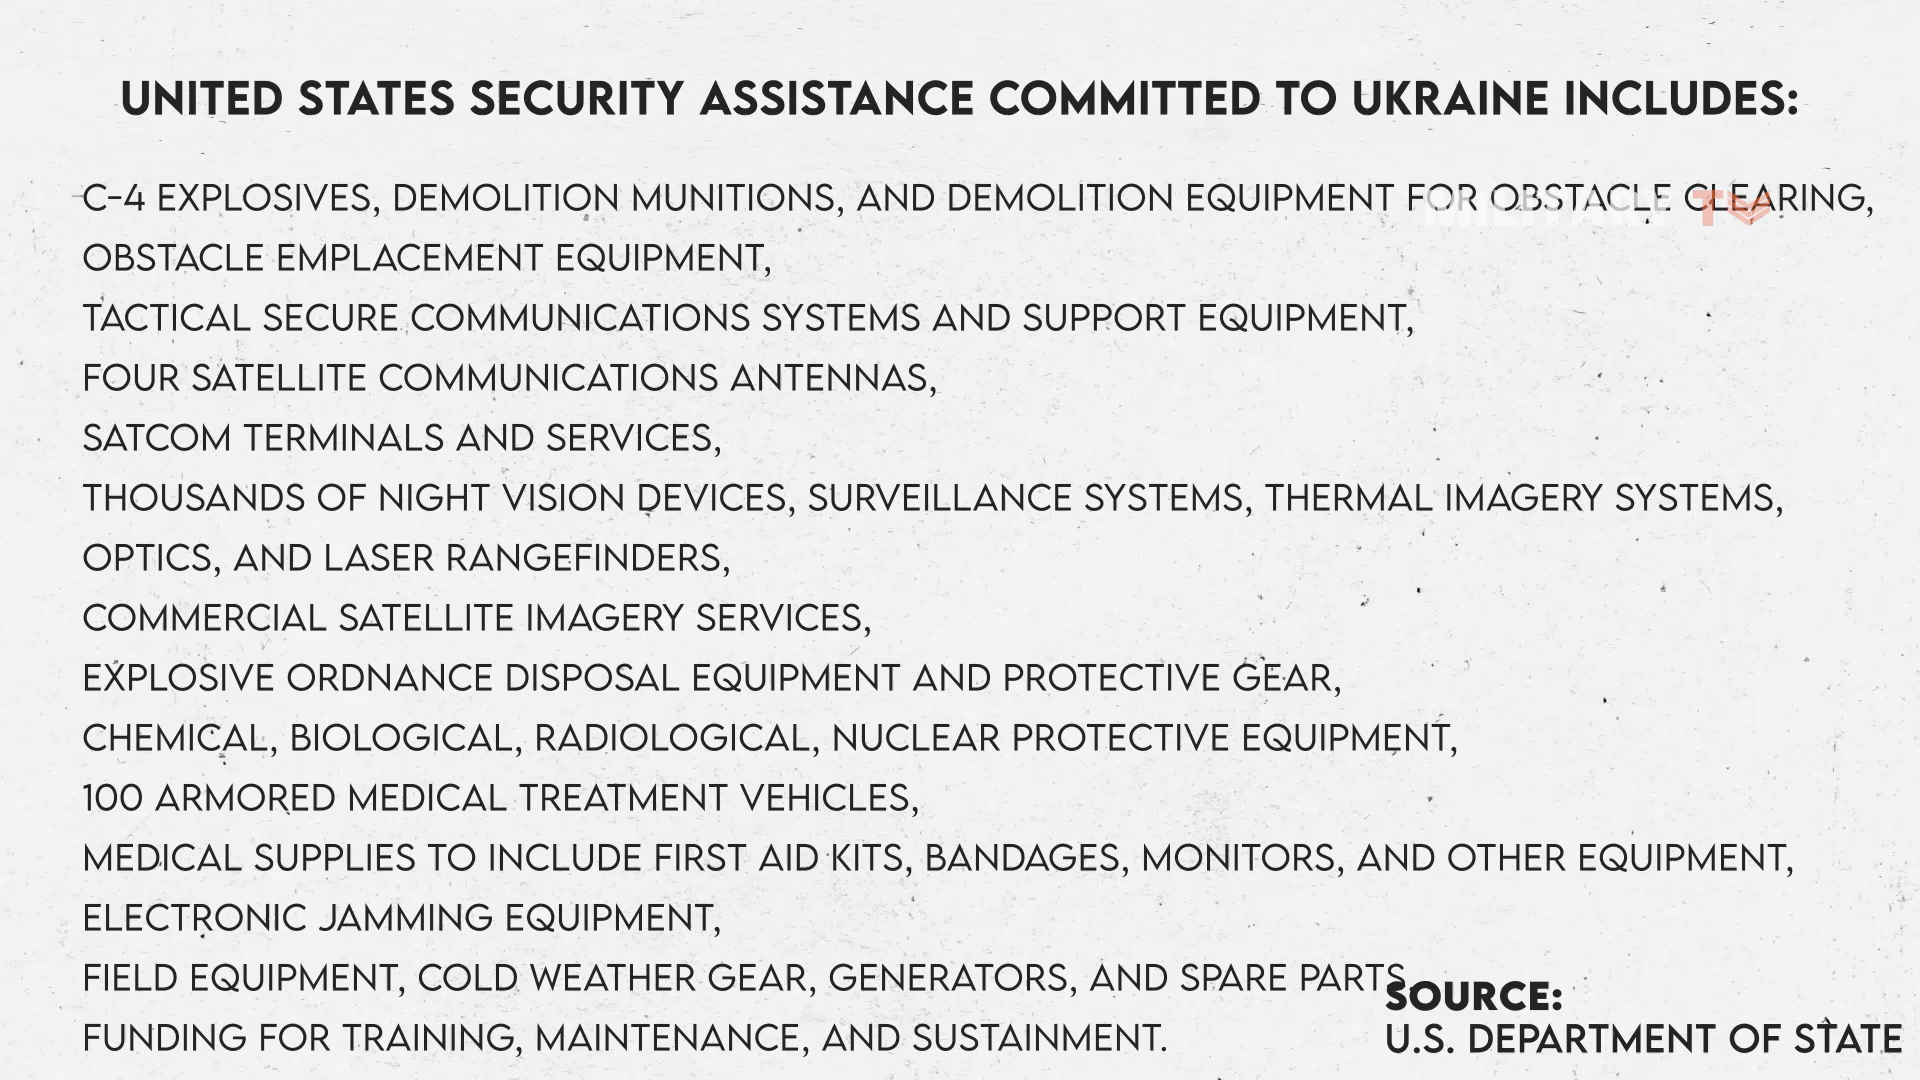 UNITED STATES SECURITY ASSISTANCE COMMITTED TO UKRAINE INCLUDES:
C-4 EXPLOSIVES, DEMOLITION MUNITIONS, AND DEMOLITION EQUIPMENT FOR OBSTACLE CLEARING,
OBSTACLE EMPLACEMENT EQUIPMENT,
TACTICAL SECURE COMMUNICATIONS SYSTEMS AND SUPPORT EQUIPMENT,
FOUR SATELLITE COMMUNICATIONS ANTENNAS,
SATCOM TERMINALS AND SERVICES,
THOUSANDS OF NIGHT VISION DEVICES, SURVEILLANCE SYSTEMS, THERMAL IMAGERY SYSTEMS,
OPTICS, AND LASER RANGEFINDERS,
COMMERCIAL SATELLITE IMAGERY SERVICES,
EXPLOSIVE ORDNANCE DISPOSAL EQUIPMENT AND PROTECTIVE GEAR,
CHEMICAL, BIOLOGICAL, RADIOLOGICAL, NUCLEAR PROTECTIVE EQUIPMENT,
100 ARMORED MEDICAL TREATMENT VEHICLES,
MEDICAL SUPPLIES TO INCLUDE FIRST AID KITS, BANDAGES, MONITORS, AND OTHER EQUIPMENT,
ELECTRONIC JAMMING EQUIPMENT,
FIELD EQUIPMENT, COLD WEATHER GEAR, GENERATORS, AND SPARE PARTS,
FUNDING FOR TRAINING, MAINTENANCE, AND SUSTAINMENT.
SOURCE:
U.S. DEPARTMENT OF STATE